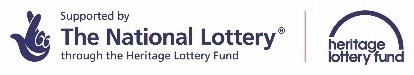 Supported by
The National Lottery®
through the Heritage Lottery Fund
heritage
lottery fund